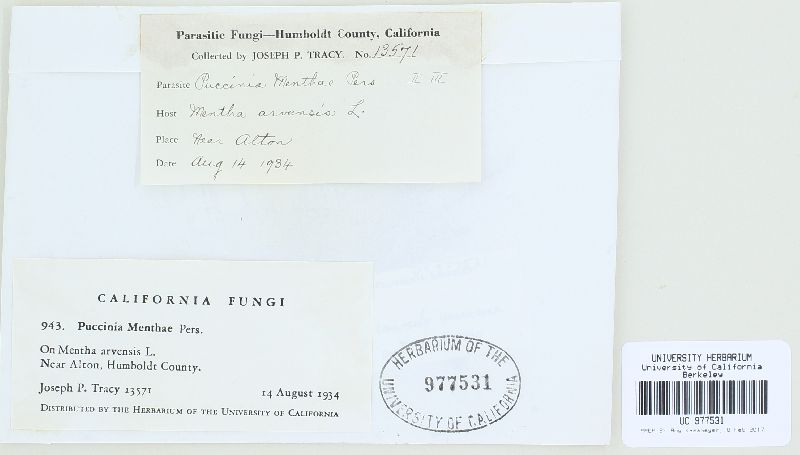 Parasitic Fungi—Humboldt County, California
Collected by JOSEPH P. TRACY. No. 13571
Parasite Puccinia Menthae Pers II III
Host Mentha arvensis L.
Place Near Alton
Date Aug 14 1934
CALIFORNIA FUNGI
943. Puccinia Menthae Pers.
On Mentha arvensis L.
Near Alton, Humboldt County.
Joseph P. Tracy 13571 14 August 1934
DISTRIBUTED BY THE HERBARIUM OF THE UNIVERSITY OF CALIFORNIA
HERBARIUM OF THE
977531
UNIVERSITY OF CALIFORNIA
UNIVERSITY HERBARIUM
University of California
Berkeley
UC 977531
2017